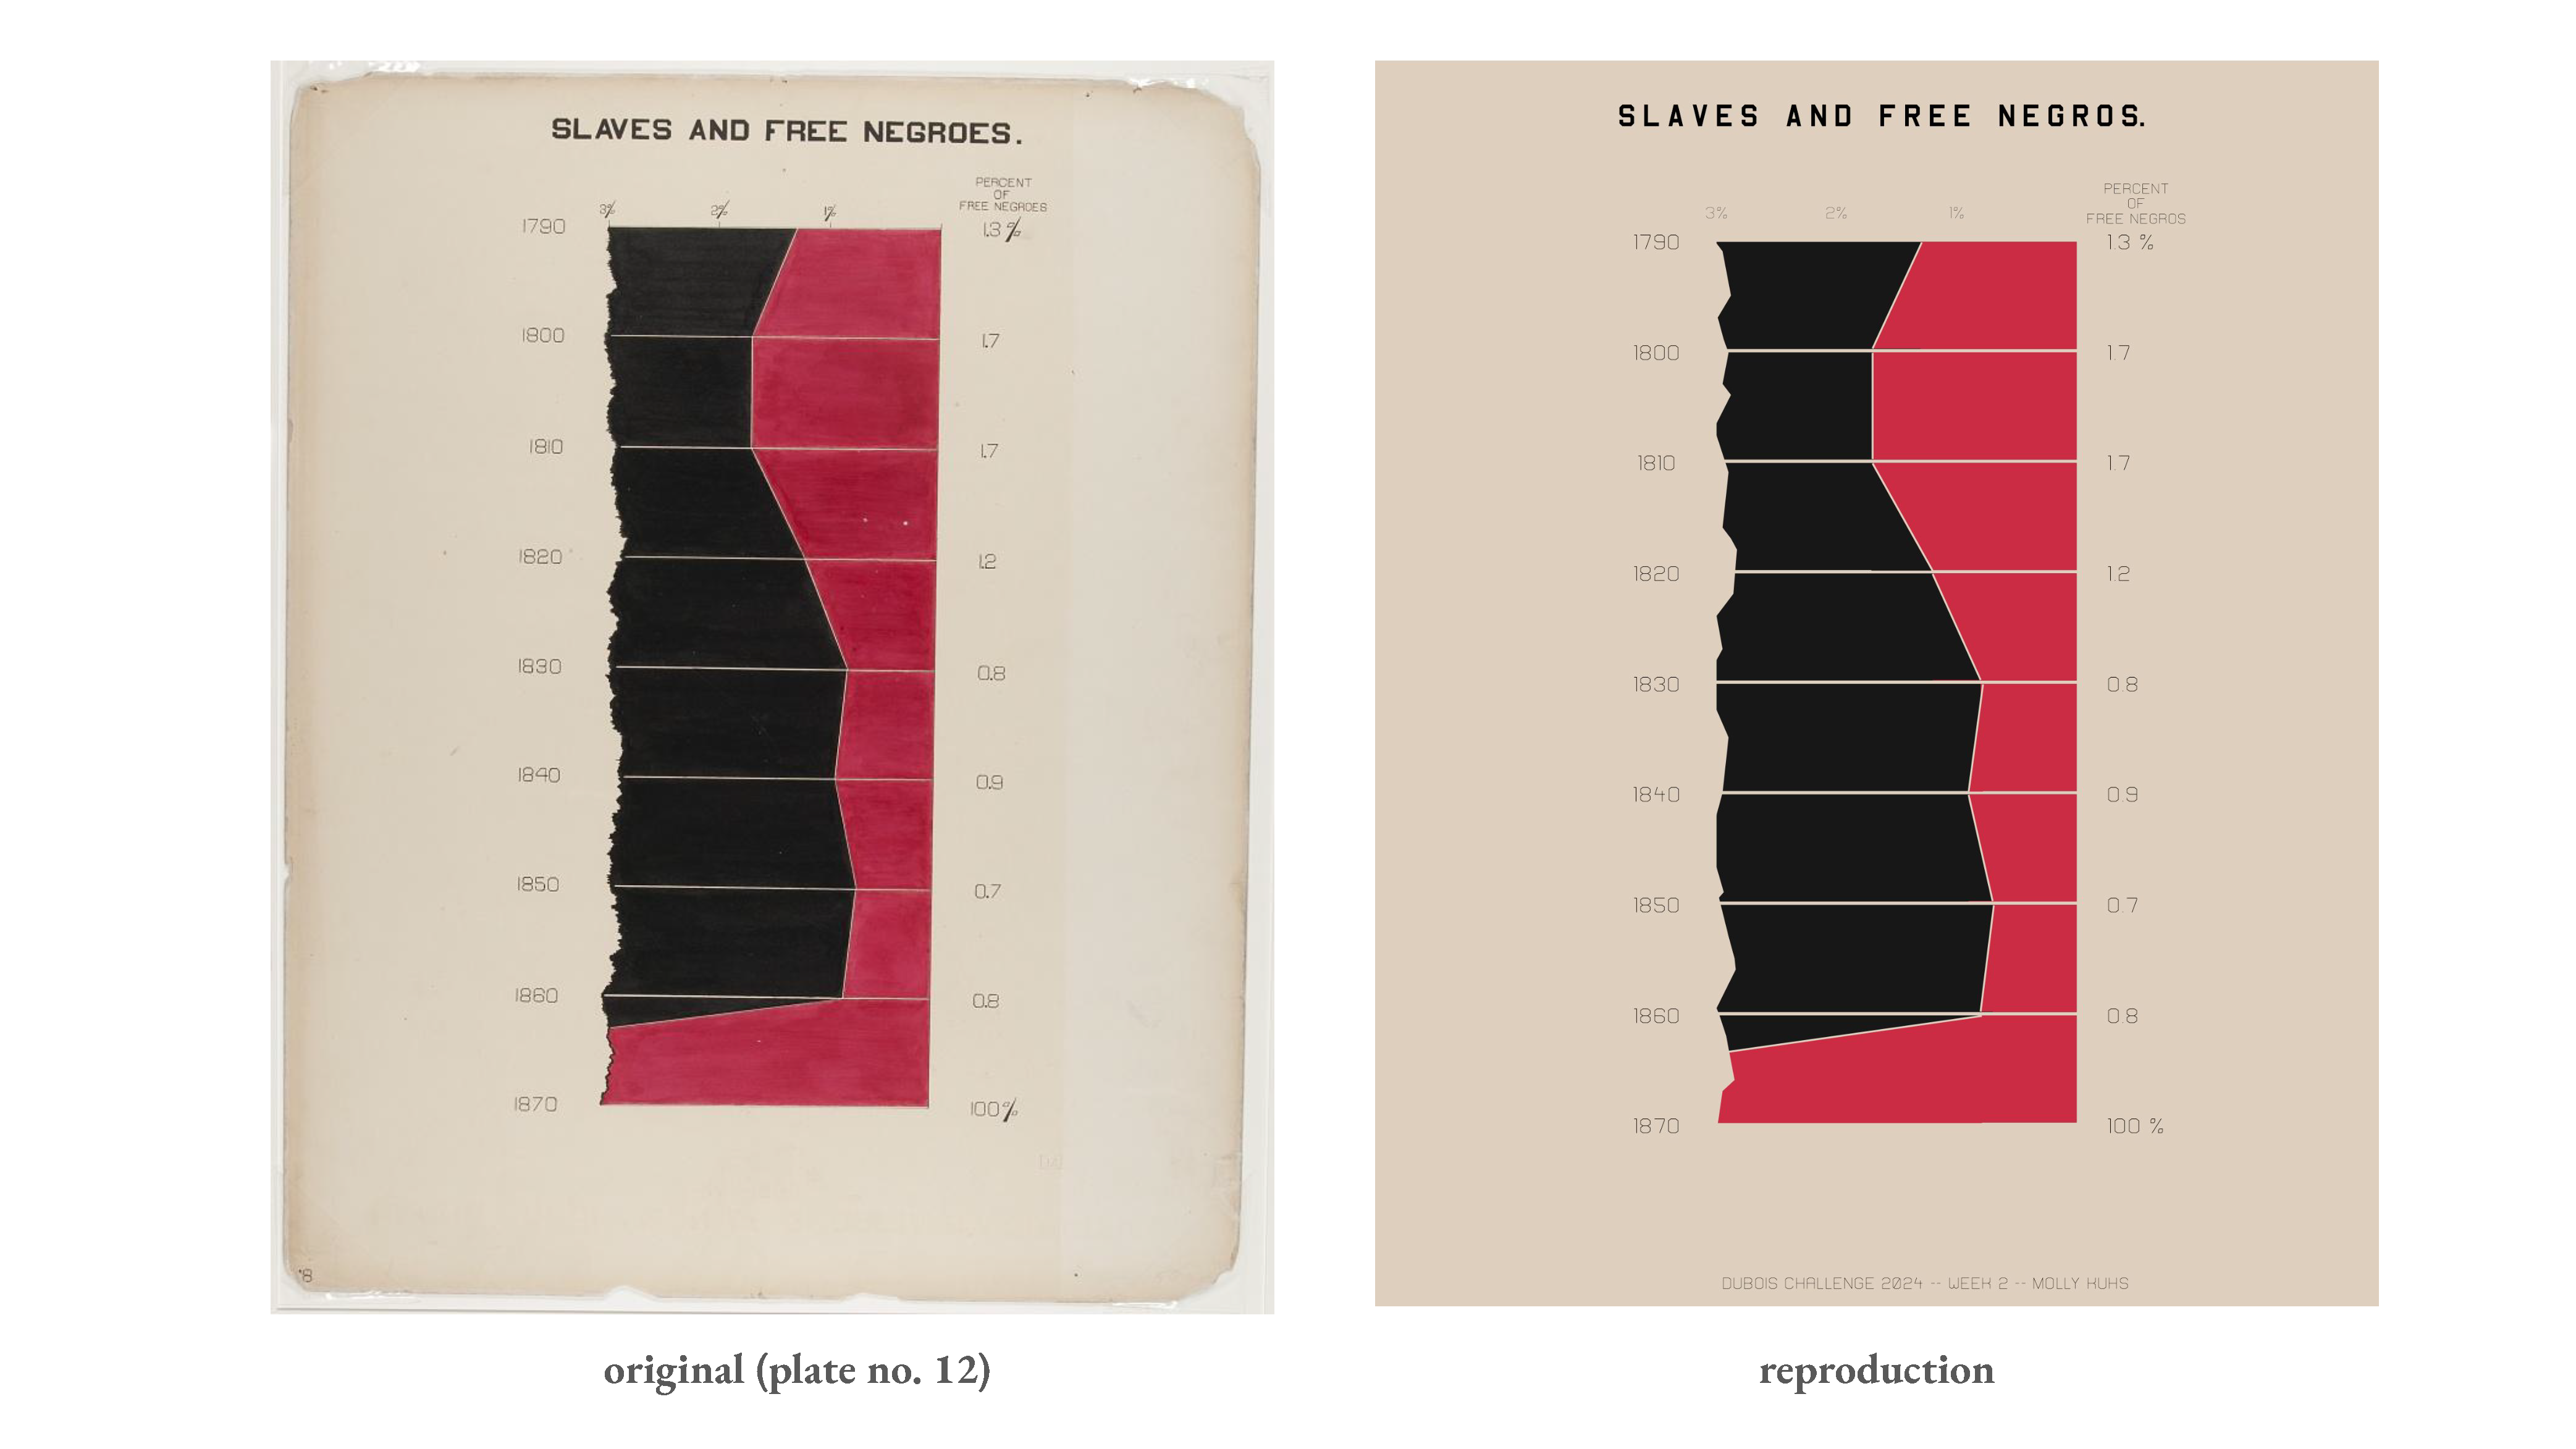 SLAVES AND FREE NEGROES.
PERCENT
OF
FREE NEGROES
3% 2% 1%
1790 1.3%
1800 1.7
1810 1.7
1820 1.2
1830 0.8
1840 0.9
1850 0.7
1860 0.8
1870 100%
'8
original (plate no. 12)
SLAVES AND FREE NEGROS.
PERCENT
OF
FREE NEGROS
3% 2% 1%
1790 1.3 %
1800 1.7
1810 1.7
1820 1.2
1830 0.8
1840 0.9
1850 0.7
1860 0.8
1870 100 %
DUBOIS CHALLENGE 2024 -- WEEK 2 -- MOLLY KUHS
reproduction